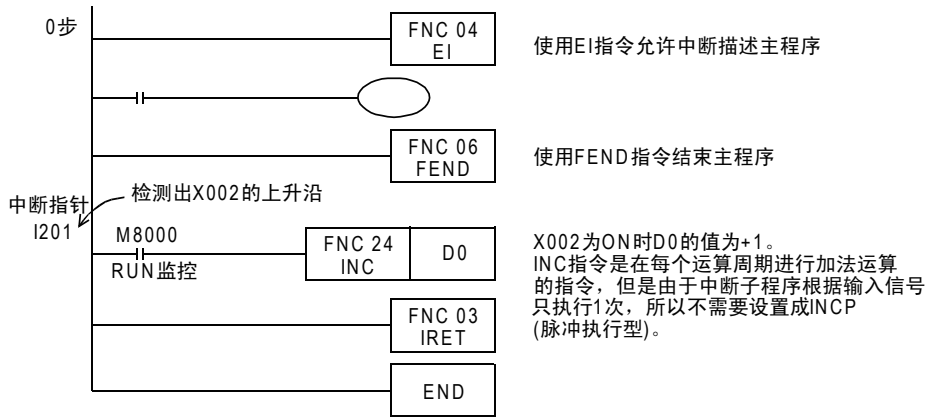 0步
FNC 04
EI
使用EI指令允许中断描述主程序
FNC 06
FEND
使用FEND指令结束主程序
中断指针
I201
检测出X002的上升沿
M8000
RUN监控
FNC 24
INC
D0
X002为ON时D0的值为+1。
INC指令是在每个运算周期进行加法运算
的指令，但是由于中断子程序根据输入信号
只执行1次，所以不需要设置成INCP
(脉冲执行型)。
FNC 03
IRET
END